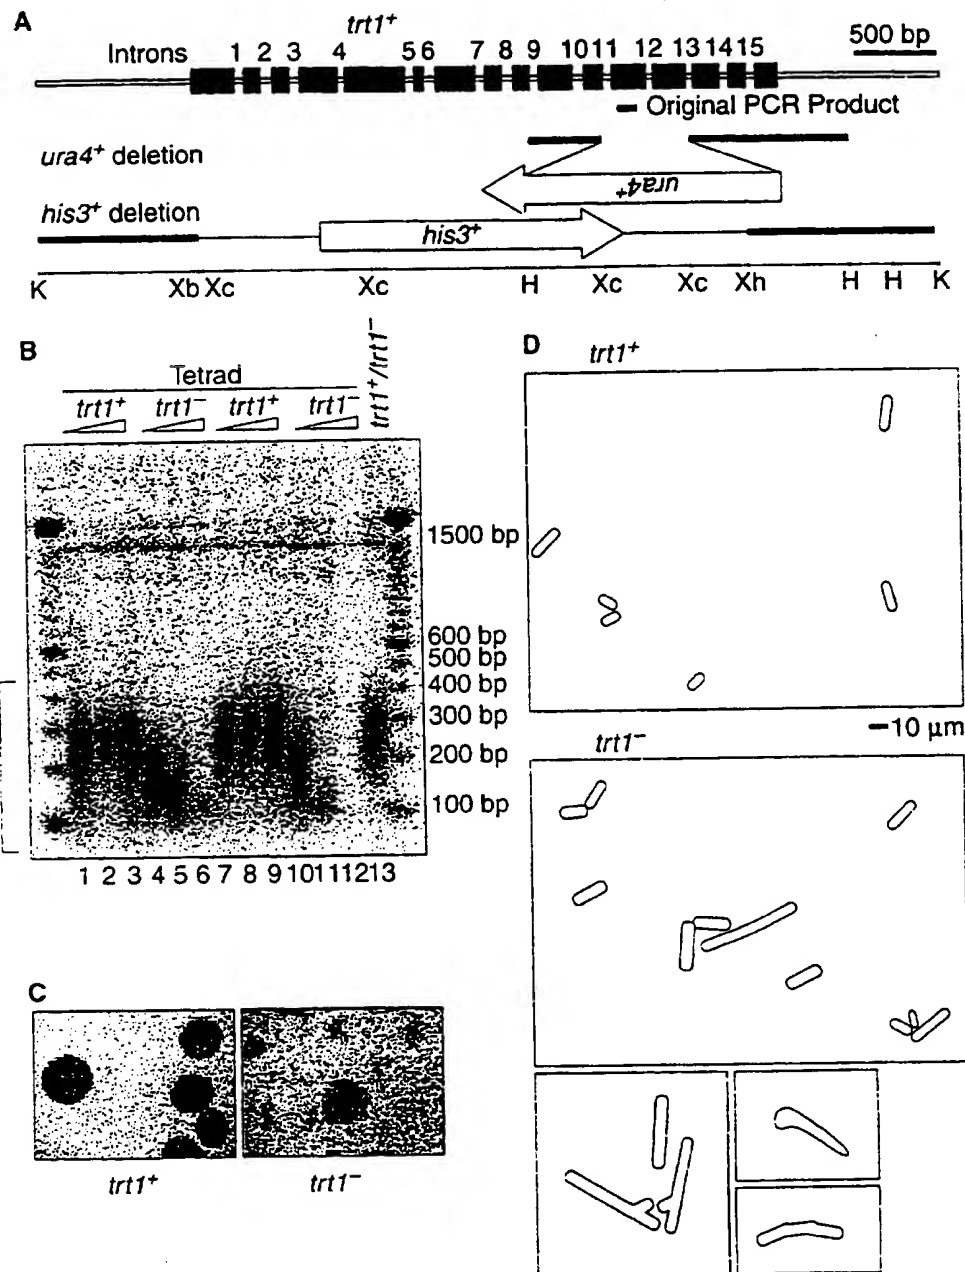 A
trt1+
Introns 1 2 3 4 5 6 7 8 9 10 11 12 13 14 15
500 bp
Original PCR Product
ura4+ deletion
ura4+
his3+ deletion
his3+
K Xb Xc Xc H Xc Xc Xh H H K
B
Tetrad
trt1+ trt1− trt1+ trt1− trt1+/trt1−
1500 bp
600 bp
500 bp
400 bp
300 bp
200 bp
100 bp
1 2 3 4 5 6 7 8 9 10 11 12 13
C
trt1+ trt1−
D
trt1+
10 µm
trt1−